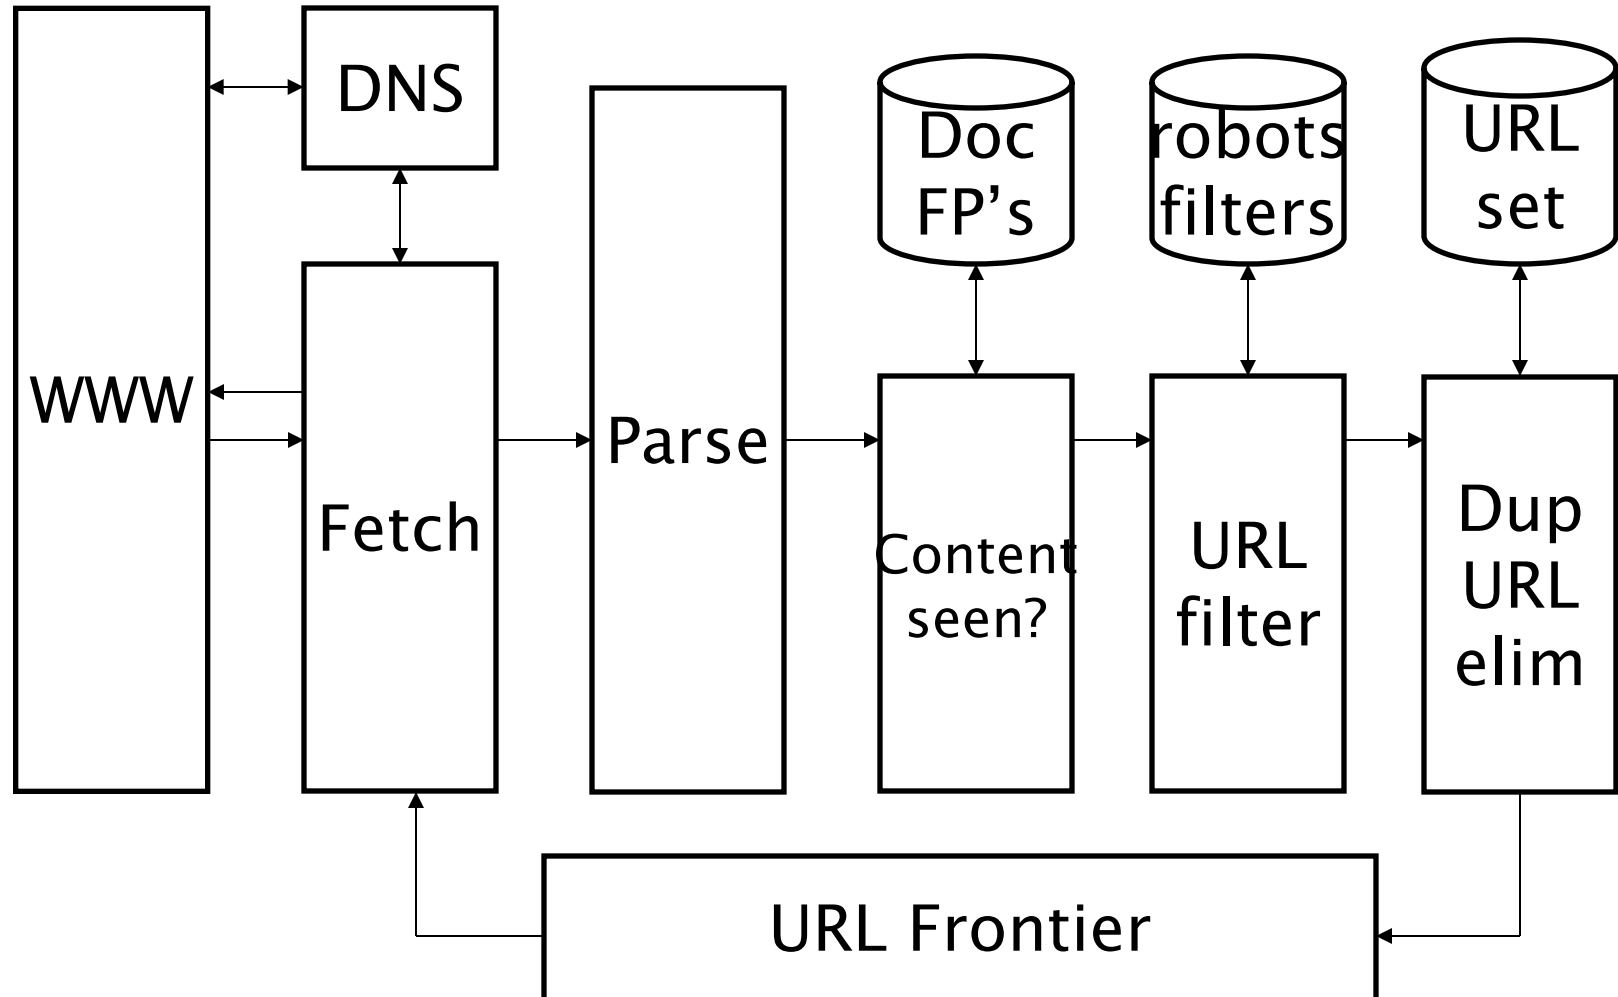 WWW
DNS
Fetch
Parse
Doc
FP’s
Content
seen?
robots
filters
URL
filter
URL
set
Dup
URL
elim
URL Frontier